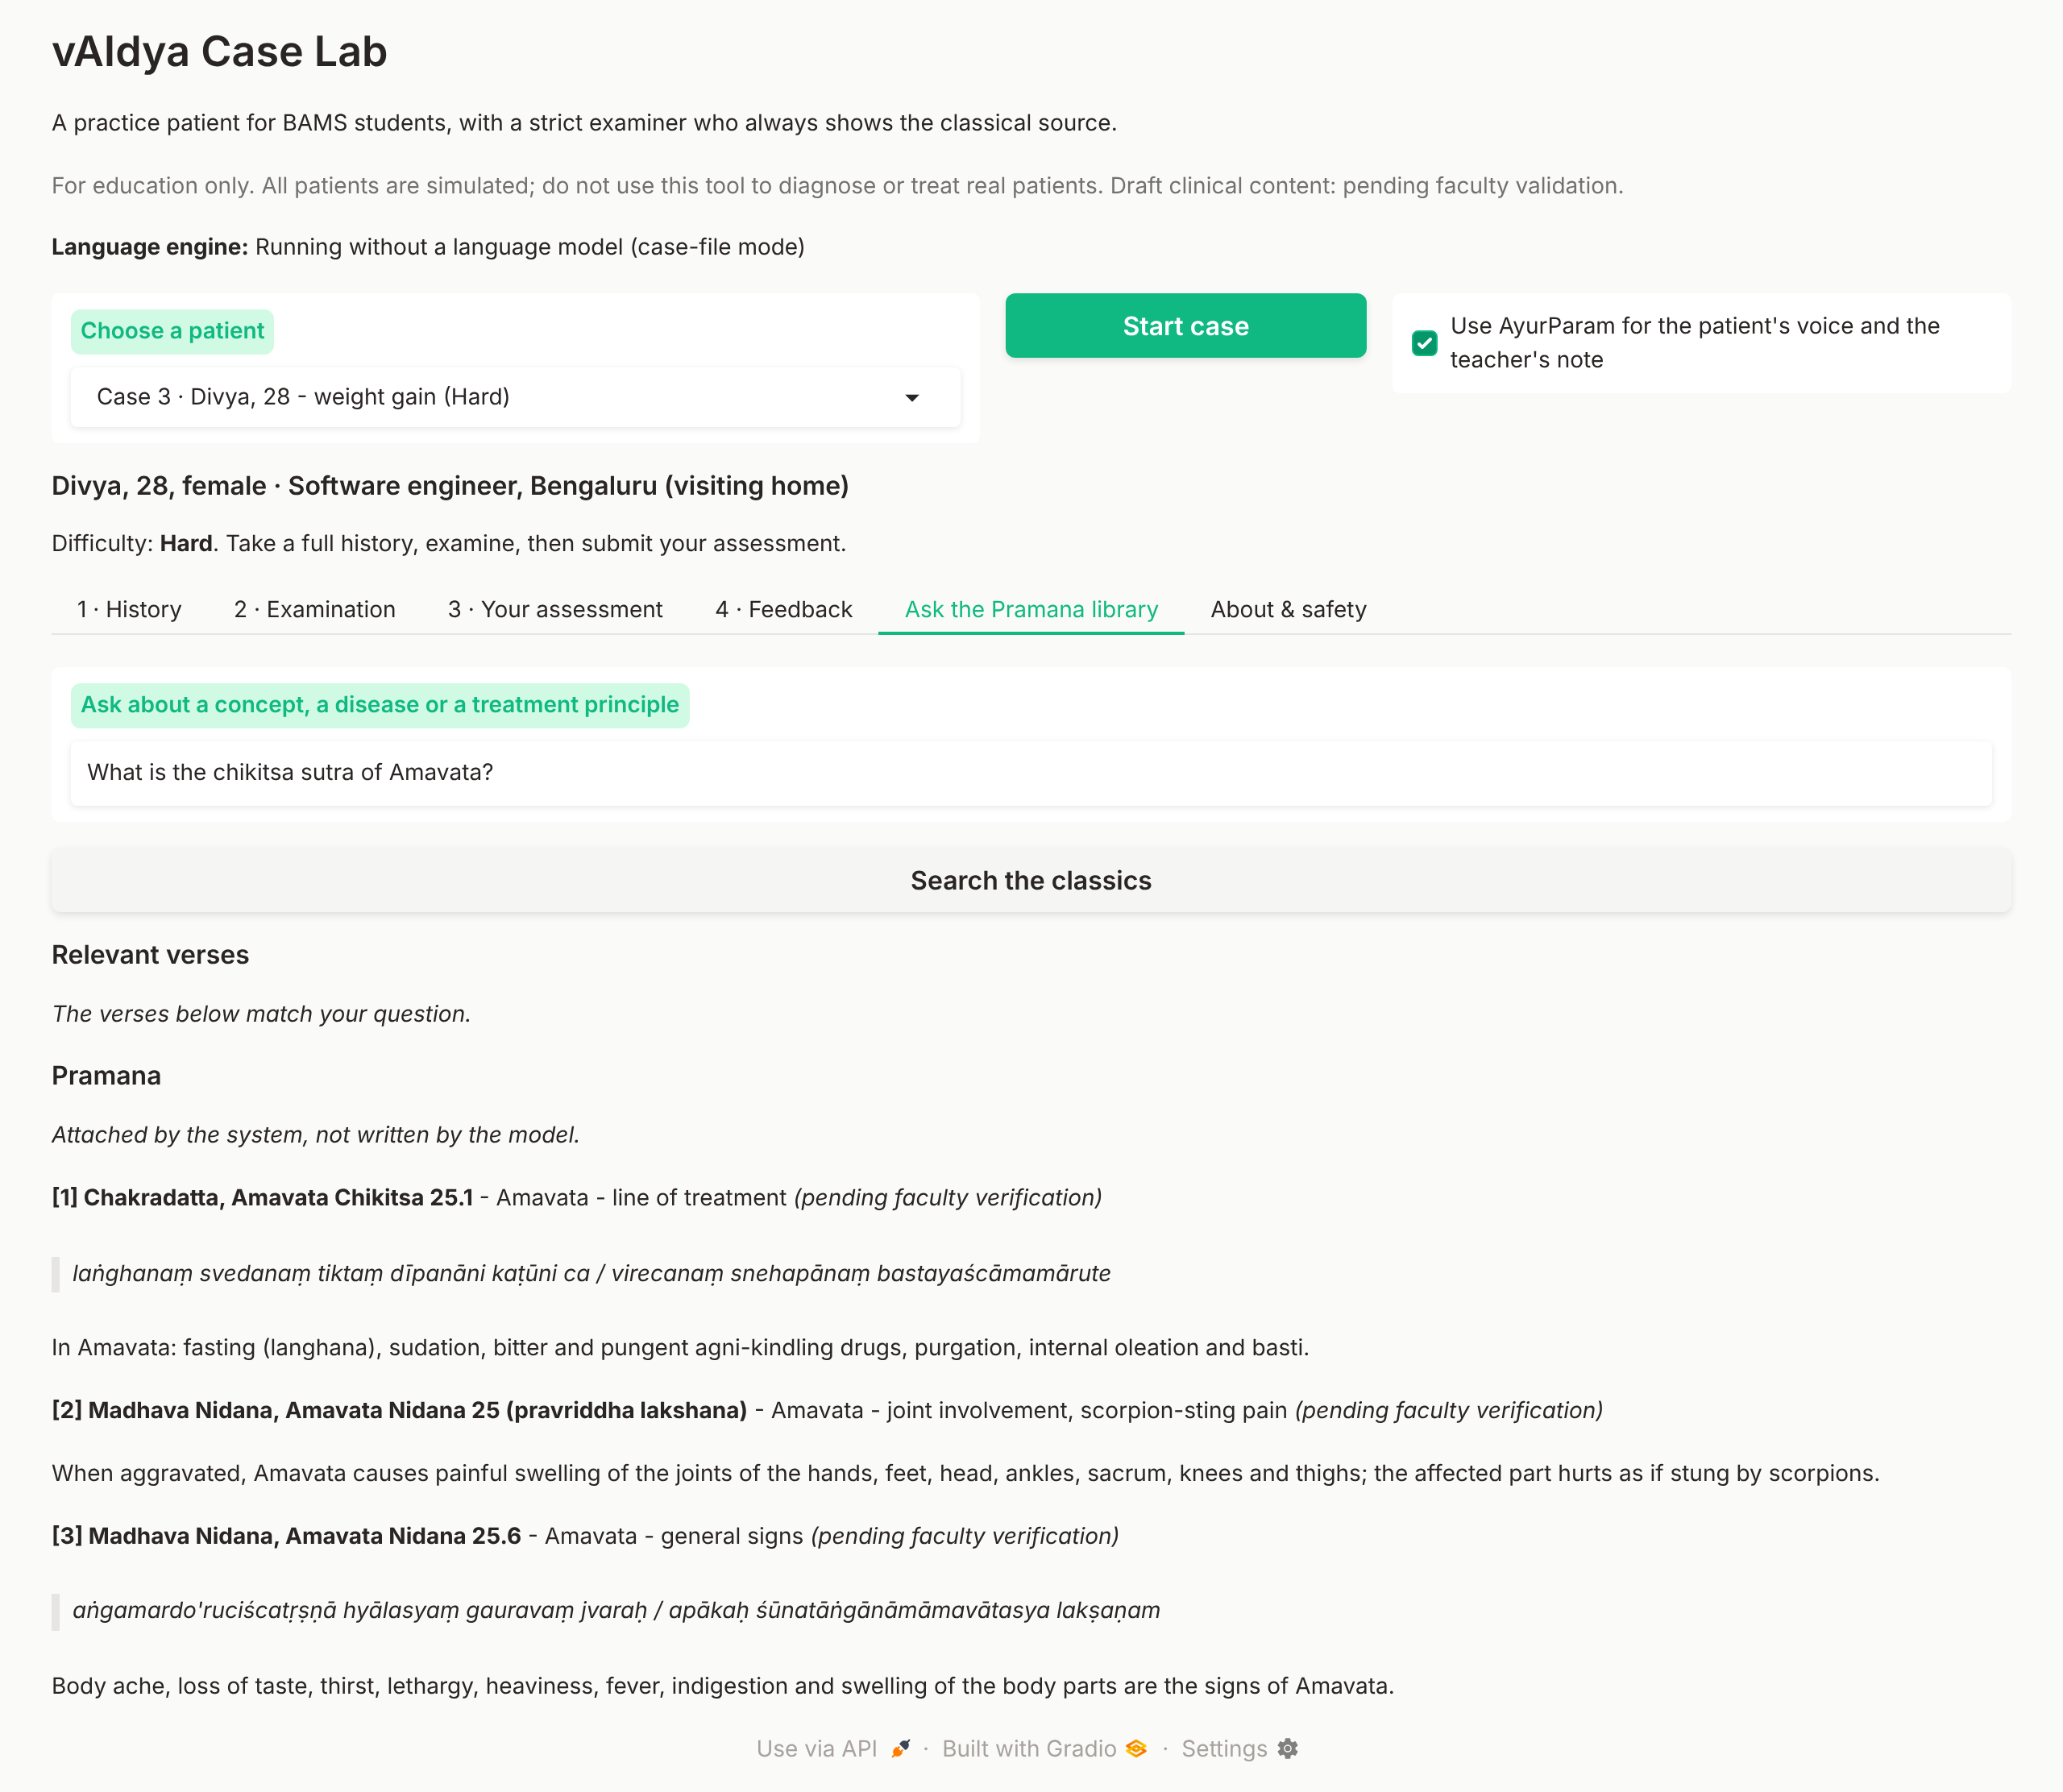 vAIdya Case Lab
A practice patient for BAMS students, with a strict examiner who always shows the classical source.
For education only. All patients are simulated; do not use this tool to diagnose or treat real patients. Draft clinical content: pending faculty validation.
Language engine: Running without a language model (case-file mode)
Choose a patient
Case 3 · Divya, 28 - weight gain (Hard)
Start case
Use AyurParam for the patient's voice and the
teacher's note
Divya, 28, female · Software engineer, Bengaluru (visiting home)
Difficulty: Hard. Take a full history, examine, then submit your assessment.
1 · History 2 · Examination 3 · Your assessment 4 · Feedback Ask the Pramana library About & safety
Ask about a concept, a disease or a treatment principle
What is the chikitsa sutra of Amavata?
Search the classics
Relevant verses
The verses below match your question.
Pramana
Attached by the system, not written by the model.
[1] Chakradatta, Amavata Chikitsa 25.1 - Amavata - line of treatment (pending faculty verification)
laṅghanaṃ svedanaṃ tiktaṃ dīpanāni kaṭūni ca / virecanaṃ snehapānaṃ bastayaścāmamārute
In Amavata: fasting (langhana), sudation, bitter and pungent agni-kindling drugs, purgation, internal oleation and basti.
[2] Madhava Nidana, Amavata Nidana 25 (pravriddha lakshana) - Amavata - joint involvement, scorpion-sting pain (pending faculty verification)
When aggravated, Amavata causes painful swelling of the joints of the hands, feet, head, ankles, sacrum, knees and thighs; the affected part hurts as if stung by scorpions.
[3] Madhava Nidana, Amavata Nidana 25.6 - Amavata - general signs (pending faculty verification)
aṅgamardo'ruciścatṛṣṇā hyālasyaṃ gauravaṃ jvaraḥ / apākaḥ śūnatāṅgānāmāmavātasya lakṣaṇam
Body ache, loss of taste, thirst, lethargy, heaviness, fever, indigestion and swelling of the body parts are the signs of Amavata.
Use via API · Built with Gradio · Settings